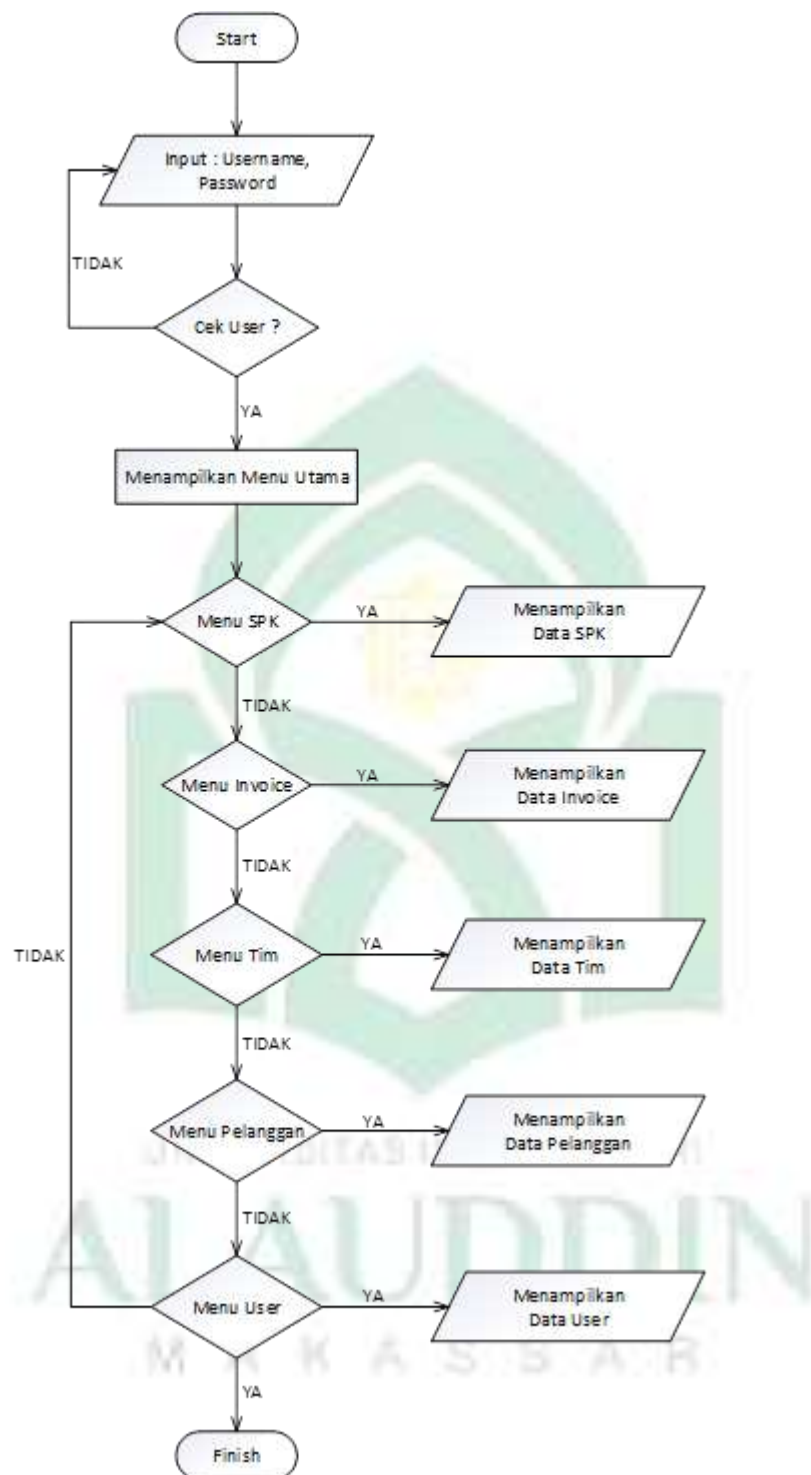 Start
Input : Username,
Password
TIDAK
Cek User ?
YA
Menampilkan Menu Utama
Menu SPK
YA
Menampilkan
Data SPK
TIDAK
Menu Invoice
YA
Menampilkan
Data Invoice
TIDAK
Menu Tim
YA
Menampilkan
Data Tim
TIDAK
TIDAK
Menu Pelanggan
YA
Menampilkan
Data Pelanggan
TIDAK
Menu User
YA
Menampilkan
Data User
YA
Finish
ALAUDDIN
MAKASSAR